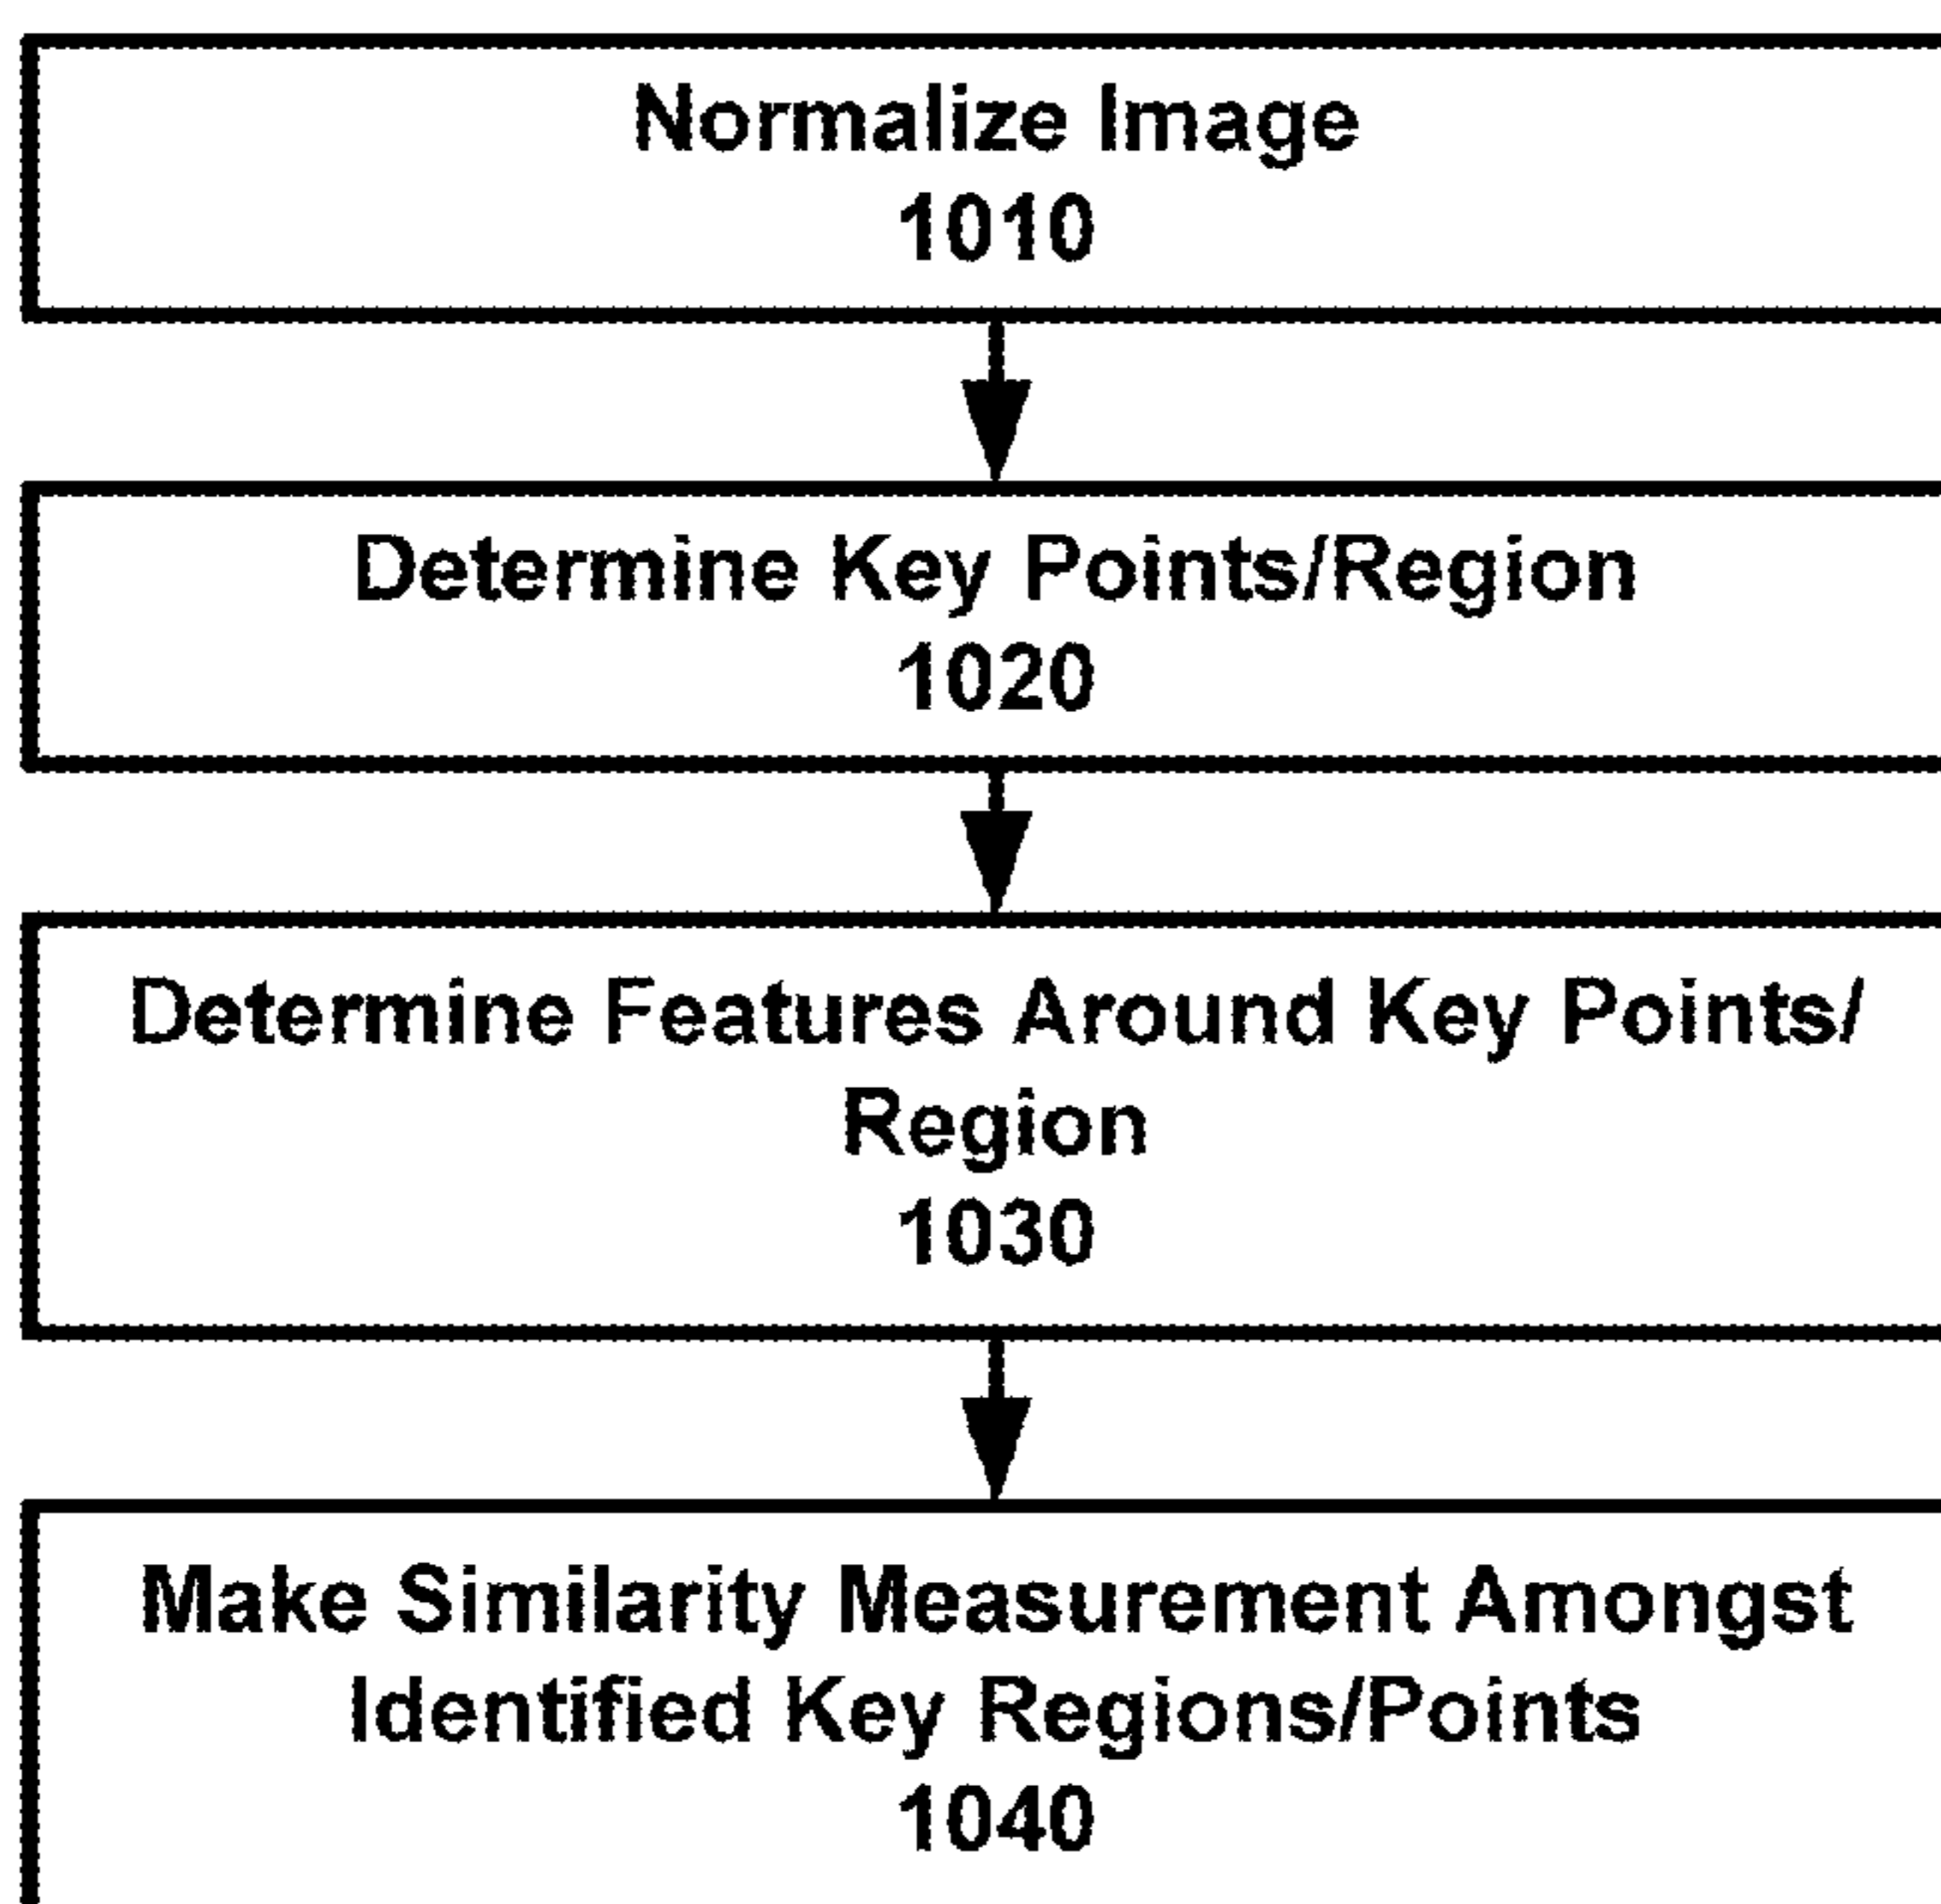 Normalize Image
1010
Determine Key Points/Region
1020
Determine Features Around Key Points/
Region
1030
Make Similarity Measurement Amongst
Identified Key Regions/Points
1040